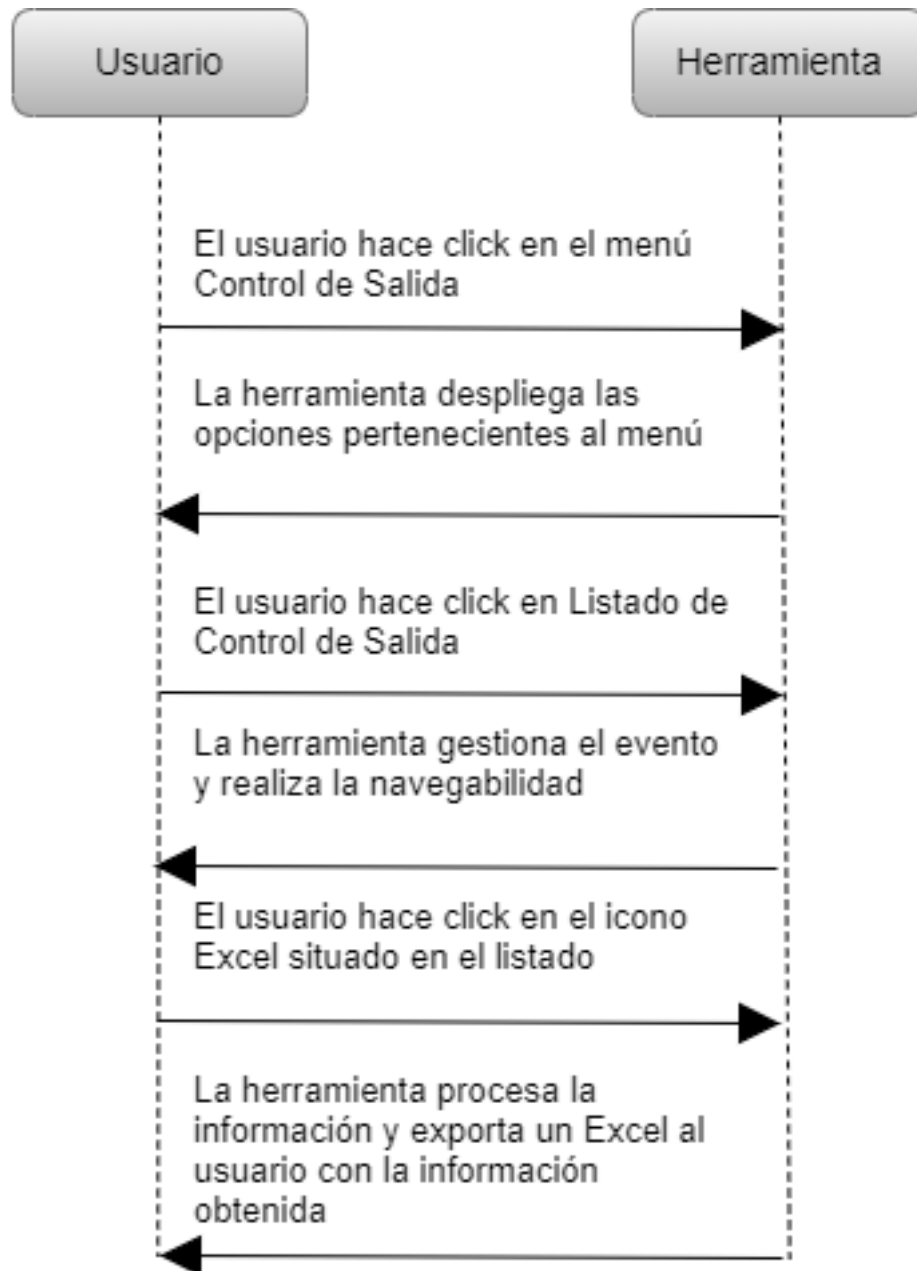 Usuario
Herramienta
El usuario hace click en el menú
Control de Salida
La herramienta despliega las
opciones pertenecientes al menú
El usuario hace click en Listado de
Control de Salida
La herramienta gestiona el evento
y realiza la navegabilidad
El usuario hace click en el icono
Excel situado en el listado
La herramienta procesa la
información y exporta un Excel al
usuario con la información
obtenida